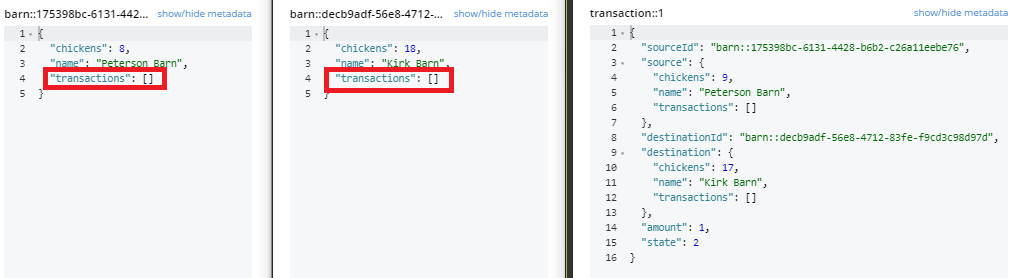 barn::175398bc-6131-442... show/hide metadata
1 {
2 "chickens": 8,
3 "name": "Peterson Barn",
4 "transactions": []
5 }
barn::decb9adf-56e8-4712-... show/hide metadata
1 {
2 "chickens": 18,
3 "name": "Kirk Barn",
4 "transactions": []
5 }
transaction::1 show/hide metadata
1 {
2 "sourceId": "barn::175398bc-6131-4428-b6b2-c26a11eebe76",
3 "source": {
4 "chickens": 9,
5 "name": "Peterson Barn",
6 "transactions": []
7 },
8 "destinationId": "barn::decb9adf-56e8-4712-83fe-f9cd3c98d97d",
9 "destination": {
10 "chickens": 17,
11 "name": "Kirk Barn",
12 "transactions": []
13 },
14 "amount": 1,
15 "state": 2
16 }